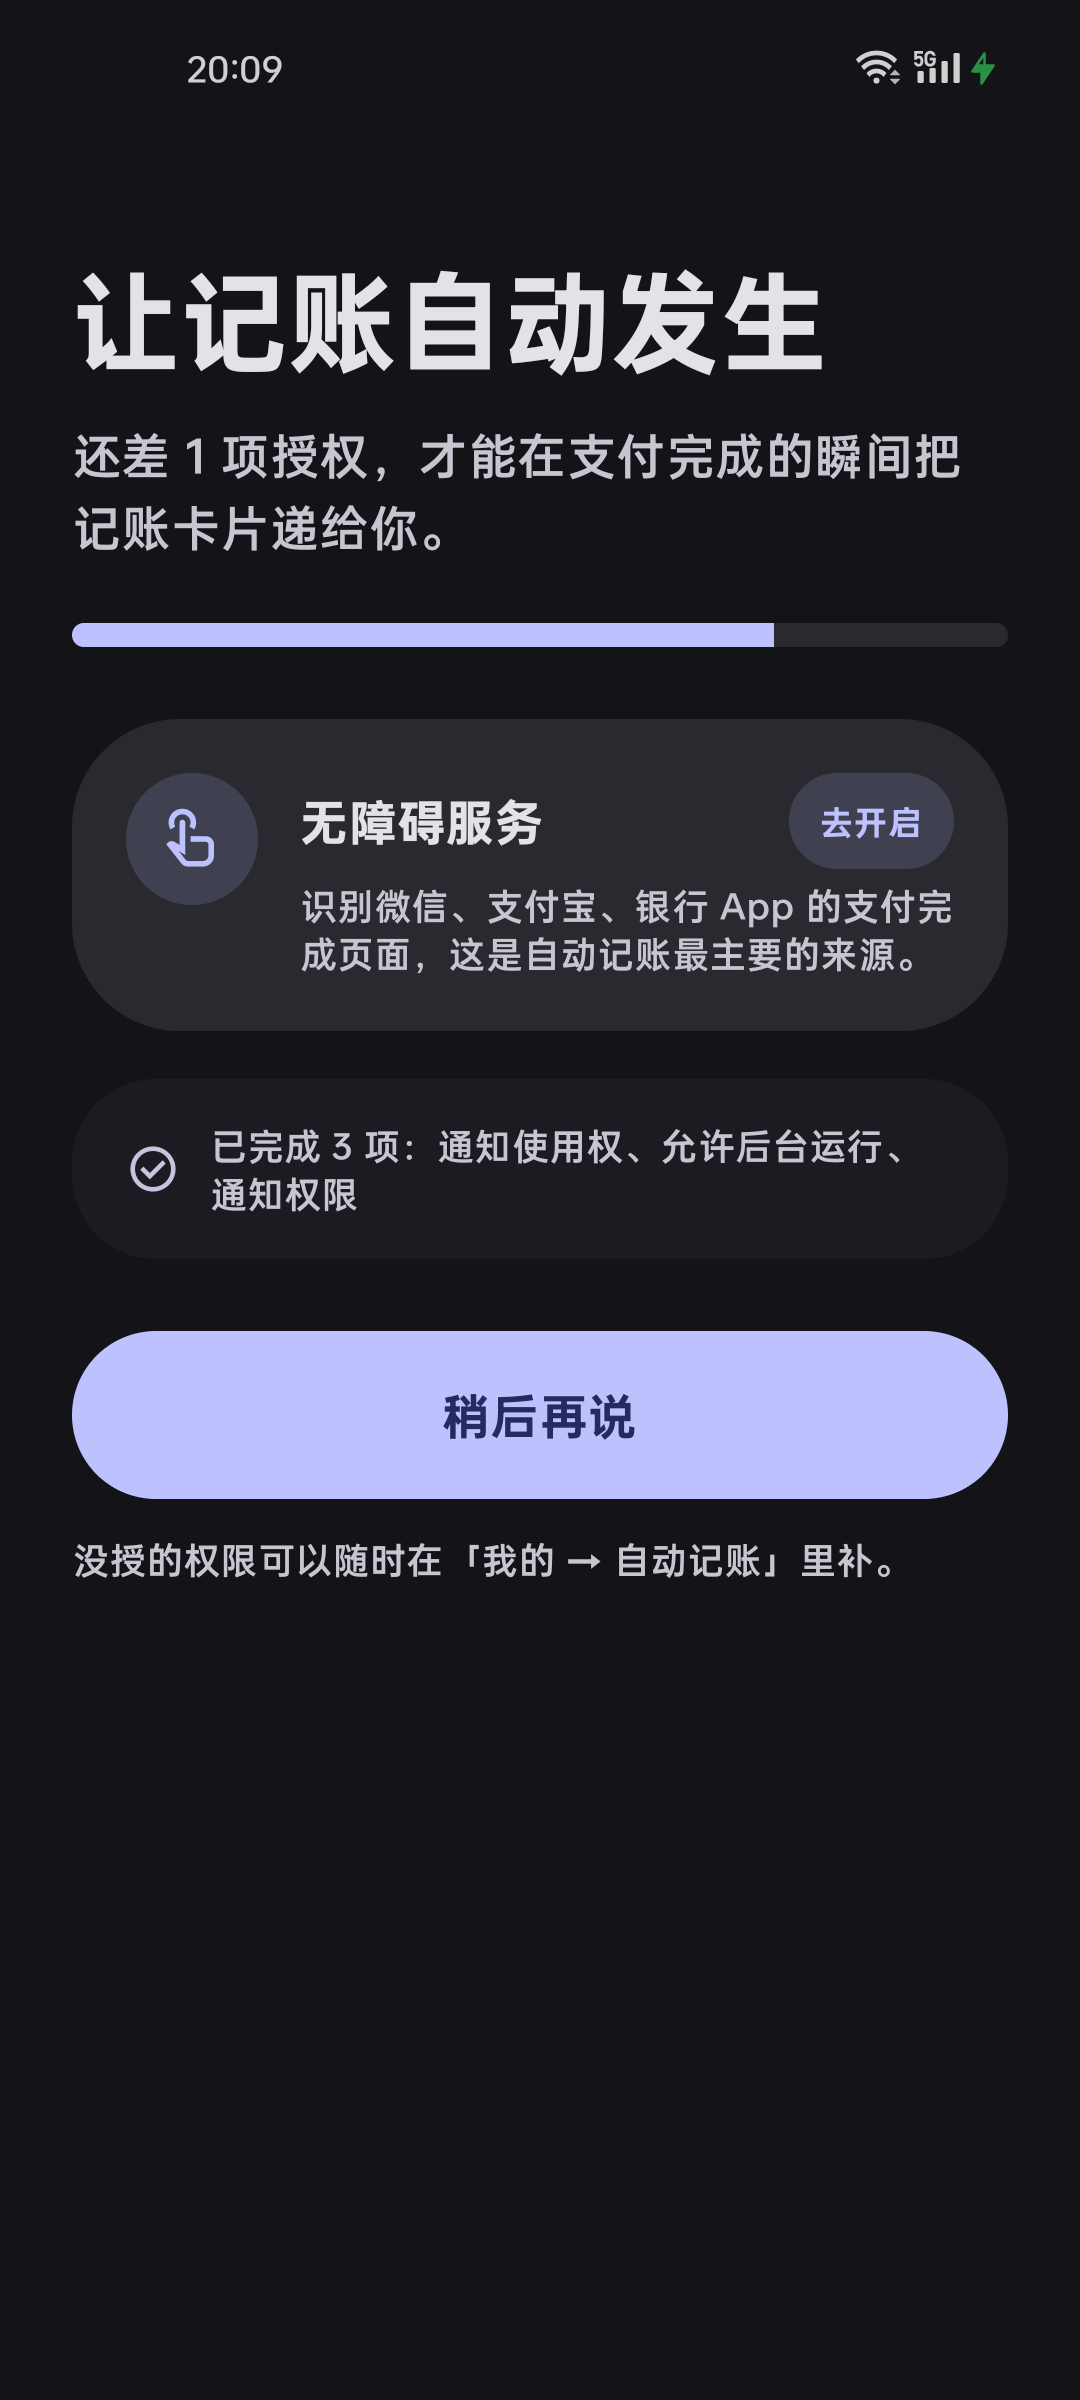 20:09
5G
让记账自动发生
还差 1 项授权，才能在支付完成的瞬间把
记账卡片递给你。
无障碍服务
去开启
识别微信、支付宝、银行 App 的支付完
成页面，这是自动记账最主要的来源。
已完成 3 项：通知使用权、允许后台运行、
通知权限
稍后再说
没授的权限可以随时在「我的 → 自动记账」里补。